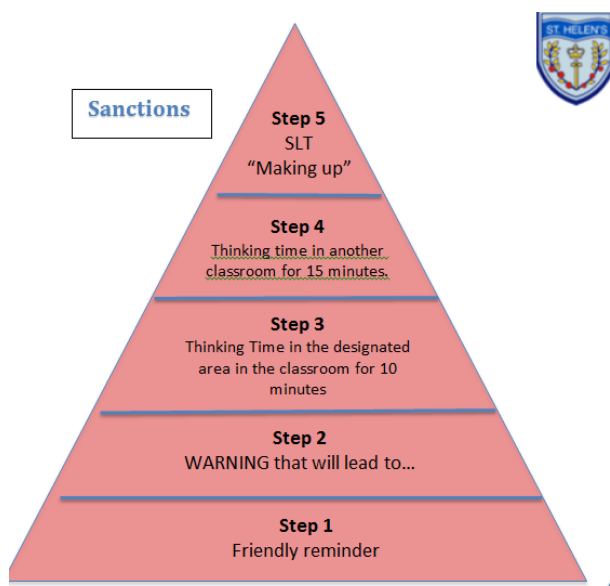 ST. HELEN'S
Sanctions
Step 5
SLT
“Making up”
Step 4
Thinking time in another
classroom for 15 minutes.
Step 3
Thinking Time in the designated
area in the classroom for 10
minutes
Step 2
WARNING that will lead to…
Step 1
Friendly reminder